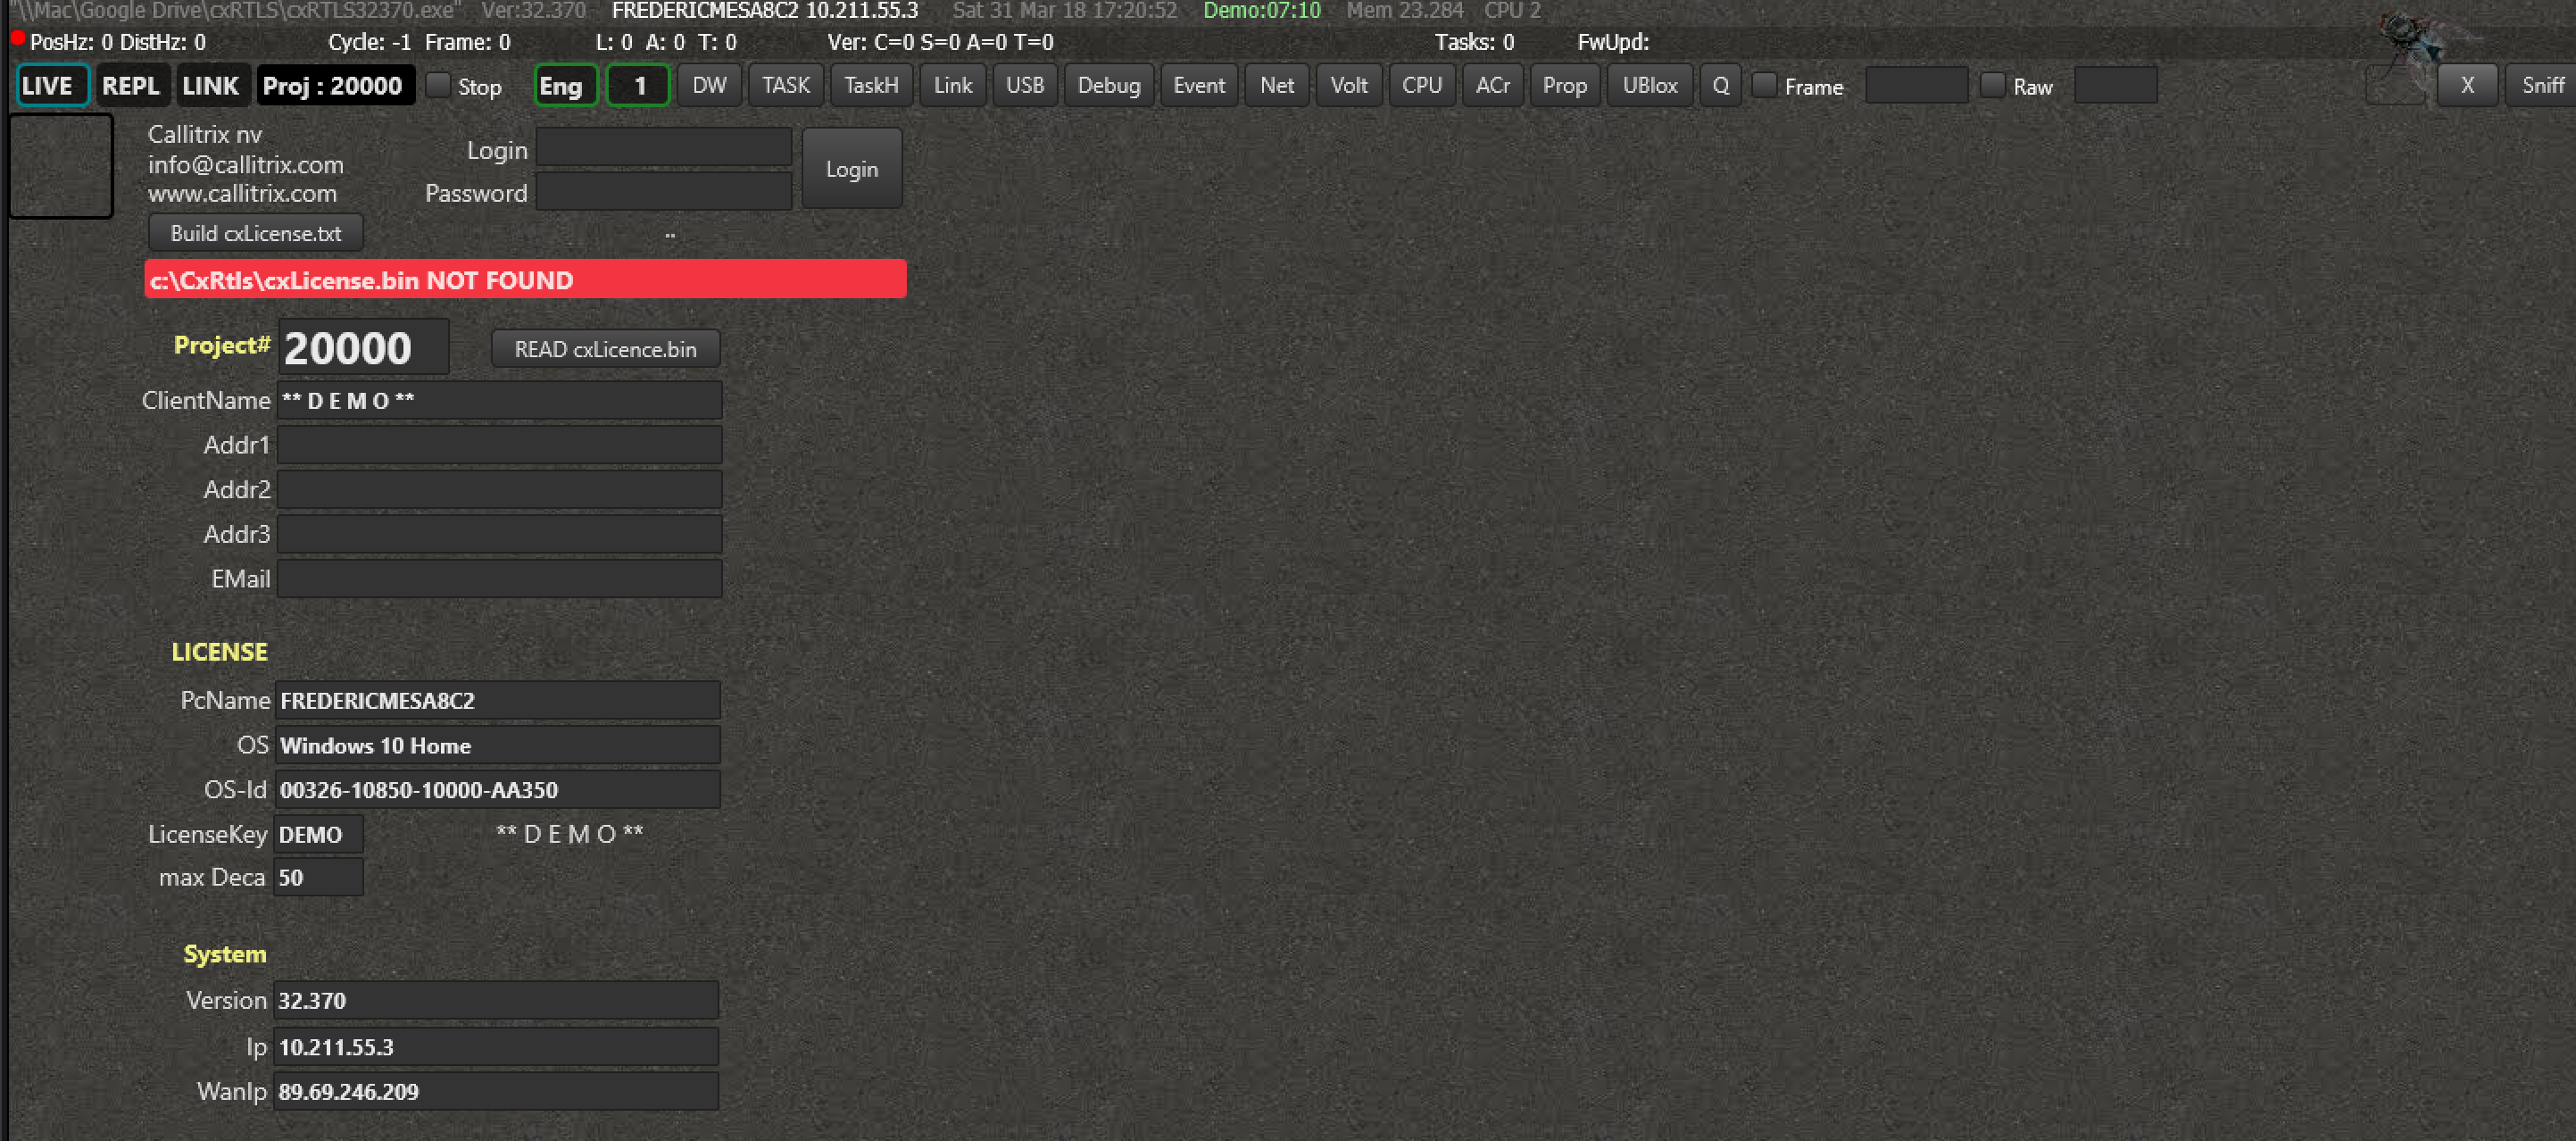 "\\Mac\Google Drive\cxRTLS\cxRTLS32370.exe" Ver:32.370 FREDERICMESA8C2 10.211.55.3 Sat 31 Mar 18 17:20:52 Demo:07:10 Mem 23.284 CPU 2
PosHz: 0 DistHz: 0 Cycle: -1 Frame: 0 L: 0 A: 0 T: 0 Ver: C=0 S=0 A=0 T=0 Tasks: 0 FwUpd:
LIVE REPL LINK Proj : 20000 Stop Eng 1 DW TASK TaskH Link USB Debug Event Net Volt CPU ACr Prop UBlox Q Frame Raw X Sniff
Callitrix nv
info@callitrix.com
www.callitrix.com
Login
Password
Login
Build cxLicense.txt
..
c:\CxRtls\cxLicense.bin NOT FOUND
Project# 20000 READ cxLicence.bin
ClientName ** D E M O **
Addr1
Addr2
Addr3
EMail
LICENSE
PcName FREDERICMESA8C2
OS Windows 10 Home
OS-Id 00326-10850-10000-AA350
LicenseKey DEMO ** D E M O **
max Deca 50
System
Version 32.370
Ip 10.211.55.3
WanIp 89.69.246.209